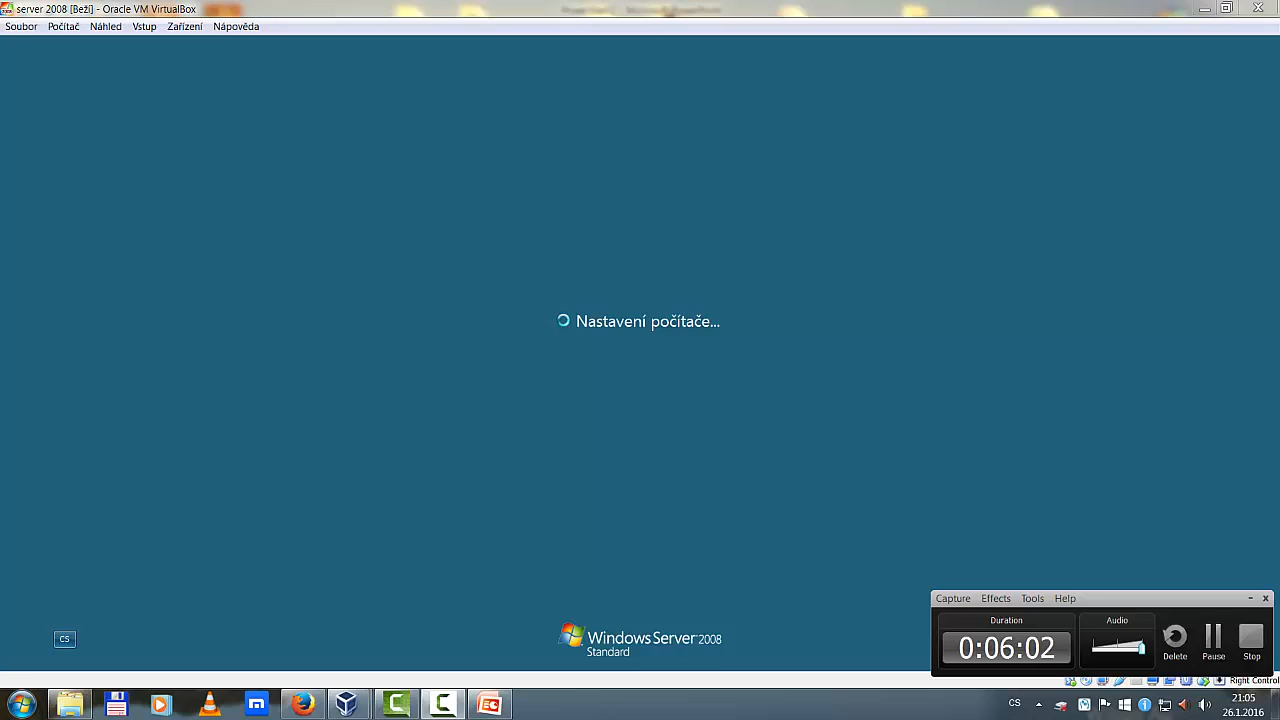 server 2008 [Beží] - Oracle VM VirtualBox
Soubor Počítač Náhled Vstup Zařízení Nápověda
Nastavení počítače...
CS
Windows Server 2008
Standard
Capture Effects Tools Help
Duration
0:06:02
Audio
Delete Pause Stop
Right Control
CS
21:05
26.1.2016